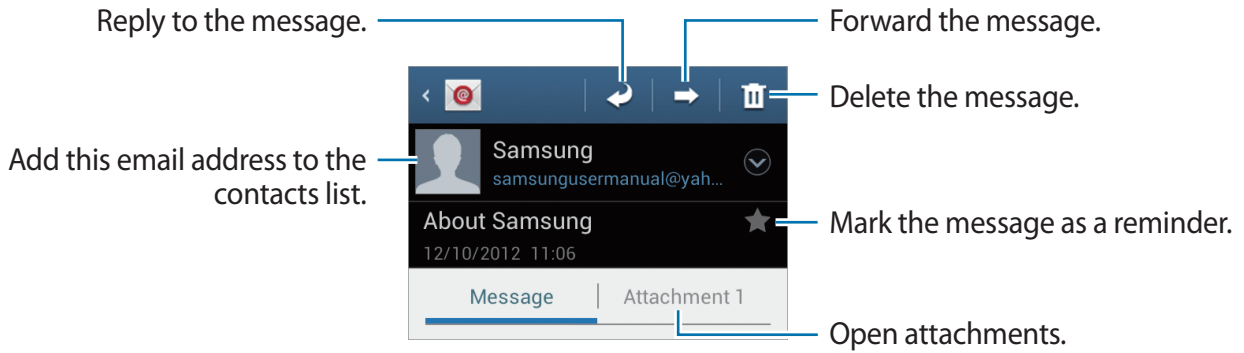 Reply to the message.
Forward the message.
@
Delete the message.
Add this email address to the
contacts list.
Samsung
samsungusermanual@yah...
About Samsung
Mark the message as a reminder.
12/10/2012 11:06
Message
Attachment 1
Open attachments.